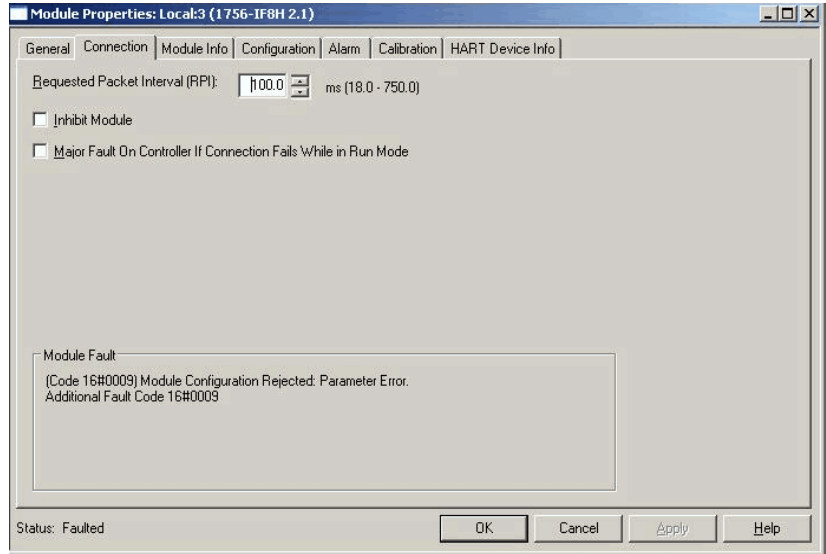 Module Properties: Local:3 (1756-IF8H 2.1)
General Connection Module Info Configuration Alarm Calibration HART Device Info
Requested Packet Interval (RPI): 100.0 ms (18.0 - 750.0)
Inhibit Module
Major Fault On Controller If Connection Fails While in Run Mode
Module Fault
(Code 16#0009) Module Configuration Rejected: Parameter Error.
Additional Fault Code 16#0009
Status: Faulted OK Cancel Apply Help